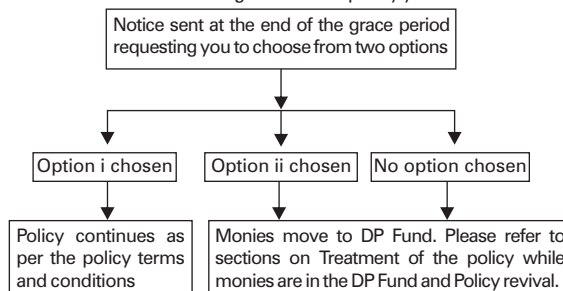 Notice sent at the end of the grace period
requesting you to choose from two options
Option i chosen
Option ii chosen
No option chosen
Policy continues as
per the policy terms
and conditions
Monies move to DP Fund. Please refer to
sections on Treatment of the policy while
monies are in the DP Fund and Policy revival.